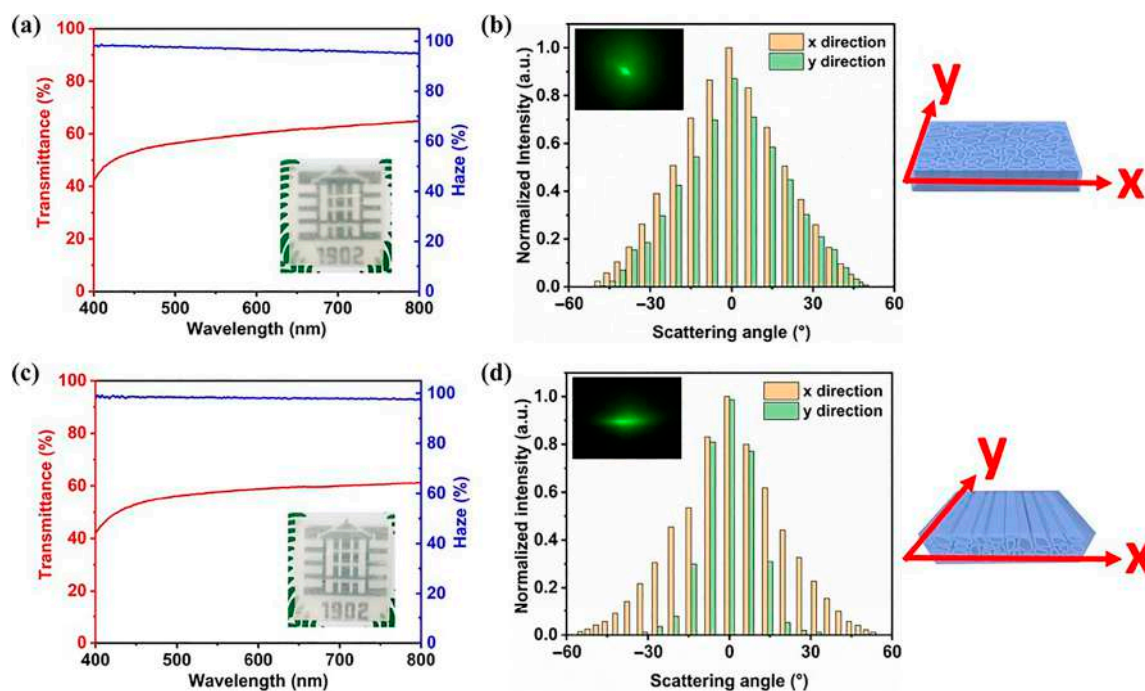 (a)
100
80
60
40
20
0
Transmittance (%)
400 500 600 700 800
Wavelength (nm)
100
80
60
40
20
0
Haze (%)
1902
(b)
1.0
0.8
0.6
0.4
0.2
0.0
Normalized Intensity (a.u.)
x direction
y direction
−60 −30 0 30 60
Scattering angle (°)
y
x
(c)
100
80
60
40
20
0
Transmittance (%)
400 500 600 700 800
Wavelength (nm)
100
80
60
40
20
0
Haze (%)
1902
(d)
1.0
0.8
0.6
0.4
0.2
0.0
Normalized intensity (a.u.)
x direction
y direction
−60 −30 0 30 60
Scattering angle (°)
y
x